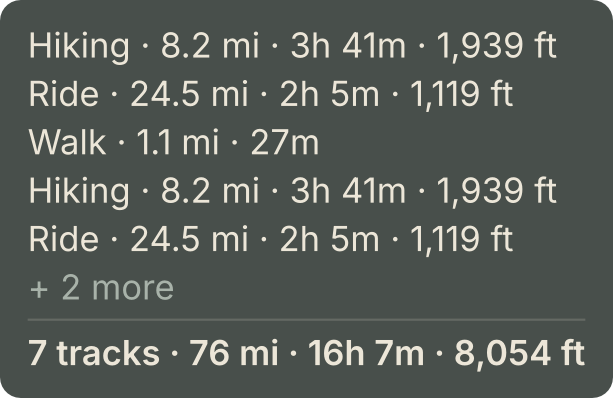 Hiking · 8.2 mi · 3h 41m · 1,939 ft
Ride · 24.5 mi · 2h 5m · 1,119 ft
Walk · 1.1 mi · 27m
Hiking · 8.2 mi · 3h 41m · 1,939 ft
Ride · 24.5 mi · 2h 5m · 1,119 ft
+ 2 more
7 tracks · 76 mi · 16h 7m · 8,054 ft